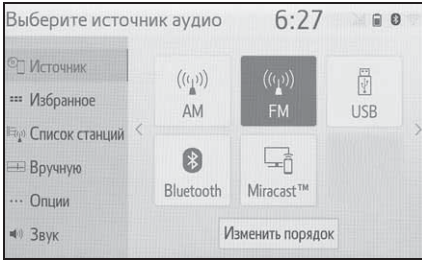 Выберите источник аудио 6:27
Источник
Избранное
Список станций
Вручную
Опции
Звук
AM
FM
USB
Bluetooth
Miracast™
Изменить порядок